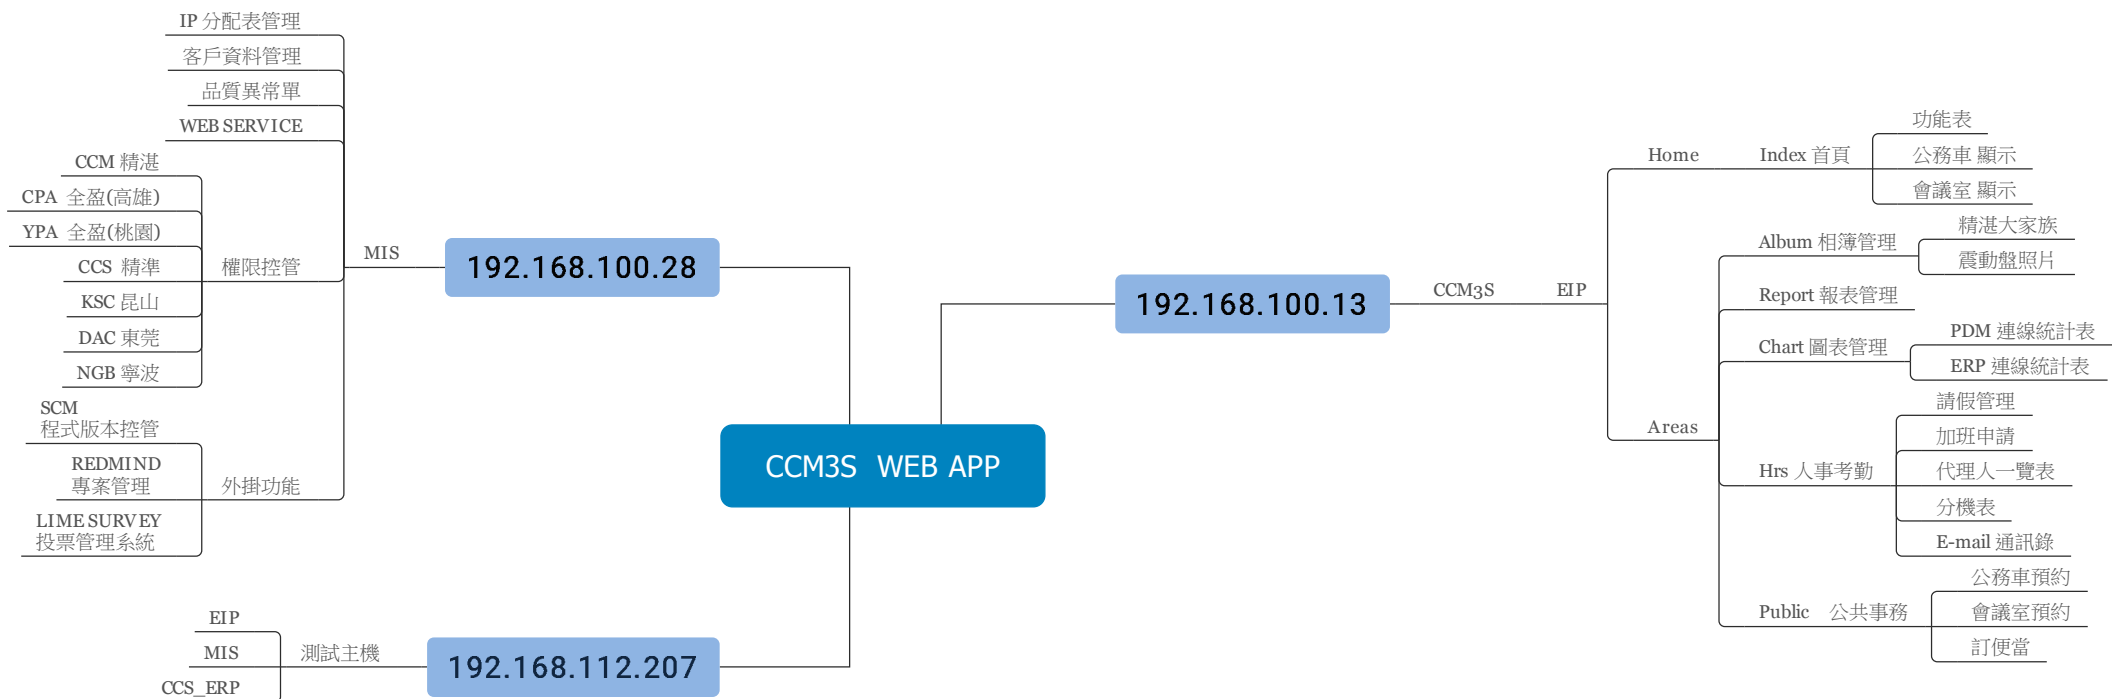 IP 分配表管理
客戶資料管理
品質異常單
WEB SERVICE
CCM 精湛
CPA 全盈(高雄)
YPA 全盈(桃園)
CCS 精準
KSC 昆山
DAC 東莞
NGB 寧波
權限控管
SCM
程式版本控管
REDMIND
專案管理
LIME SURVEY
投票管理系統
外掛功能
MIS
192.168.100.28
EIP
MIS
CCS_ERP
測試主機
192.168.112.207
CCM3S WEB APP
192.168.100.13
CCM3S
EIP
Home
Index 首頁
功能表
公務車 顯示
會議室 顯示
Areas
Album 相簿管理
精湛大家族
震動盤照片
Report 報表管理
Chart 圖表管理
PDM 連線統計表
ERP 連線統計表
Hrs 人事考勤
請假管理
加班申請
代理人一覽表
分機表
E-mail 通訊錄
Public 公共事務
公務車預約
會議室預約
訂便當